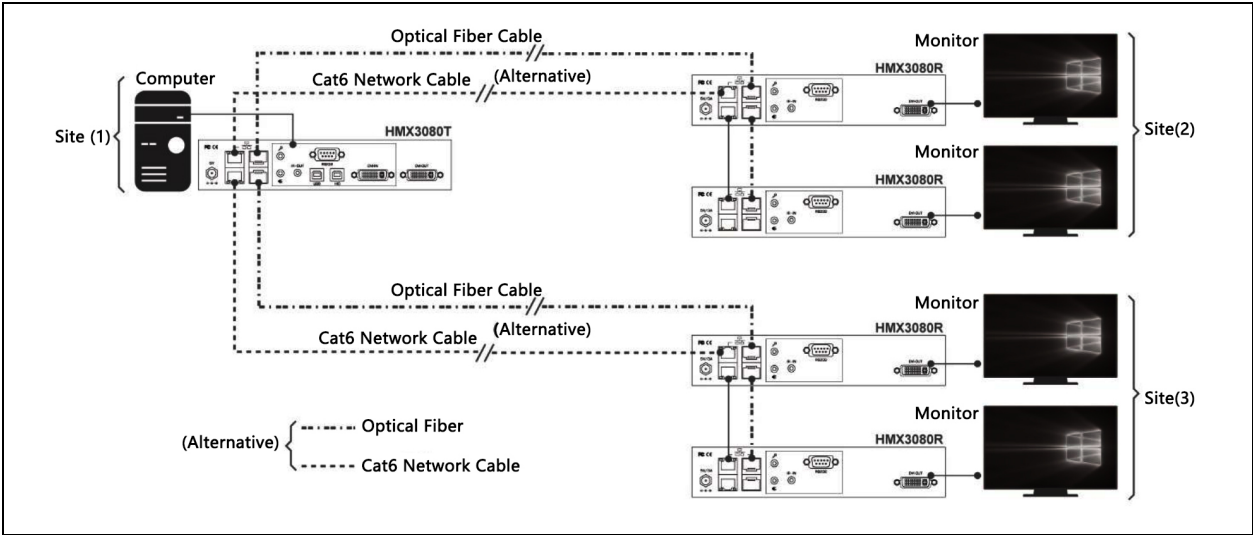 Optical Fiber Cable
Cat6 Network Cable
(Alternative)
Computer
Site (1)
HMX3080T
Monitor
HMX3080R
Monitor
HMX3080R
Site(2)
Optical Fiber Cable
Cat6 Network Cable
(Alternative)
Monitor
HMX3080R
Monitor
HMX3080R
Site(3)
(Alternative)
Optical Fiber
Cat6 Network Cable